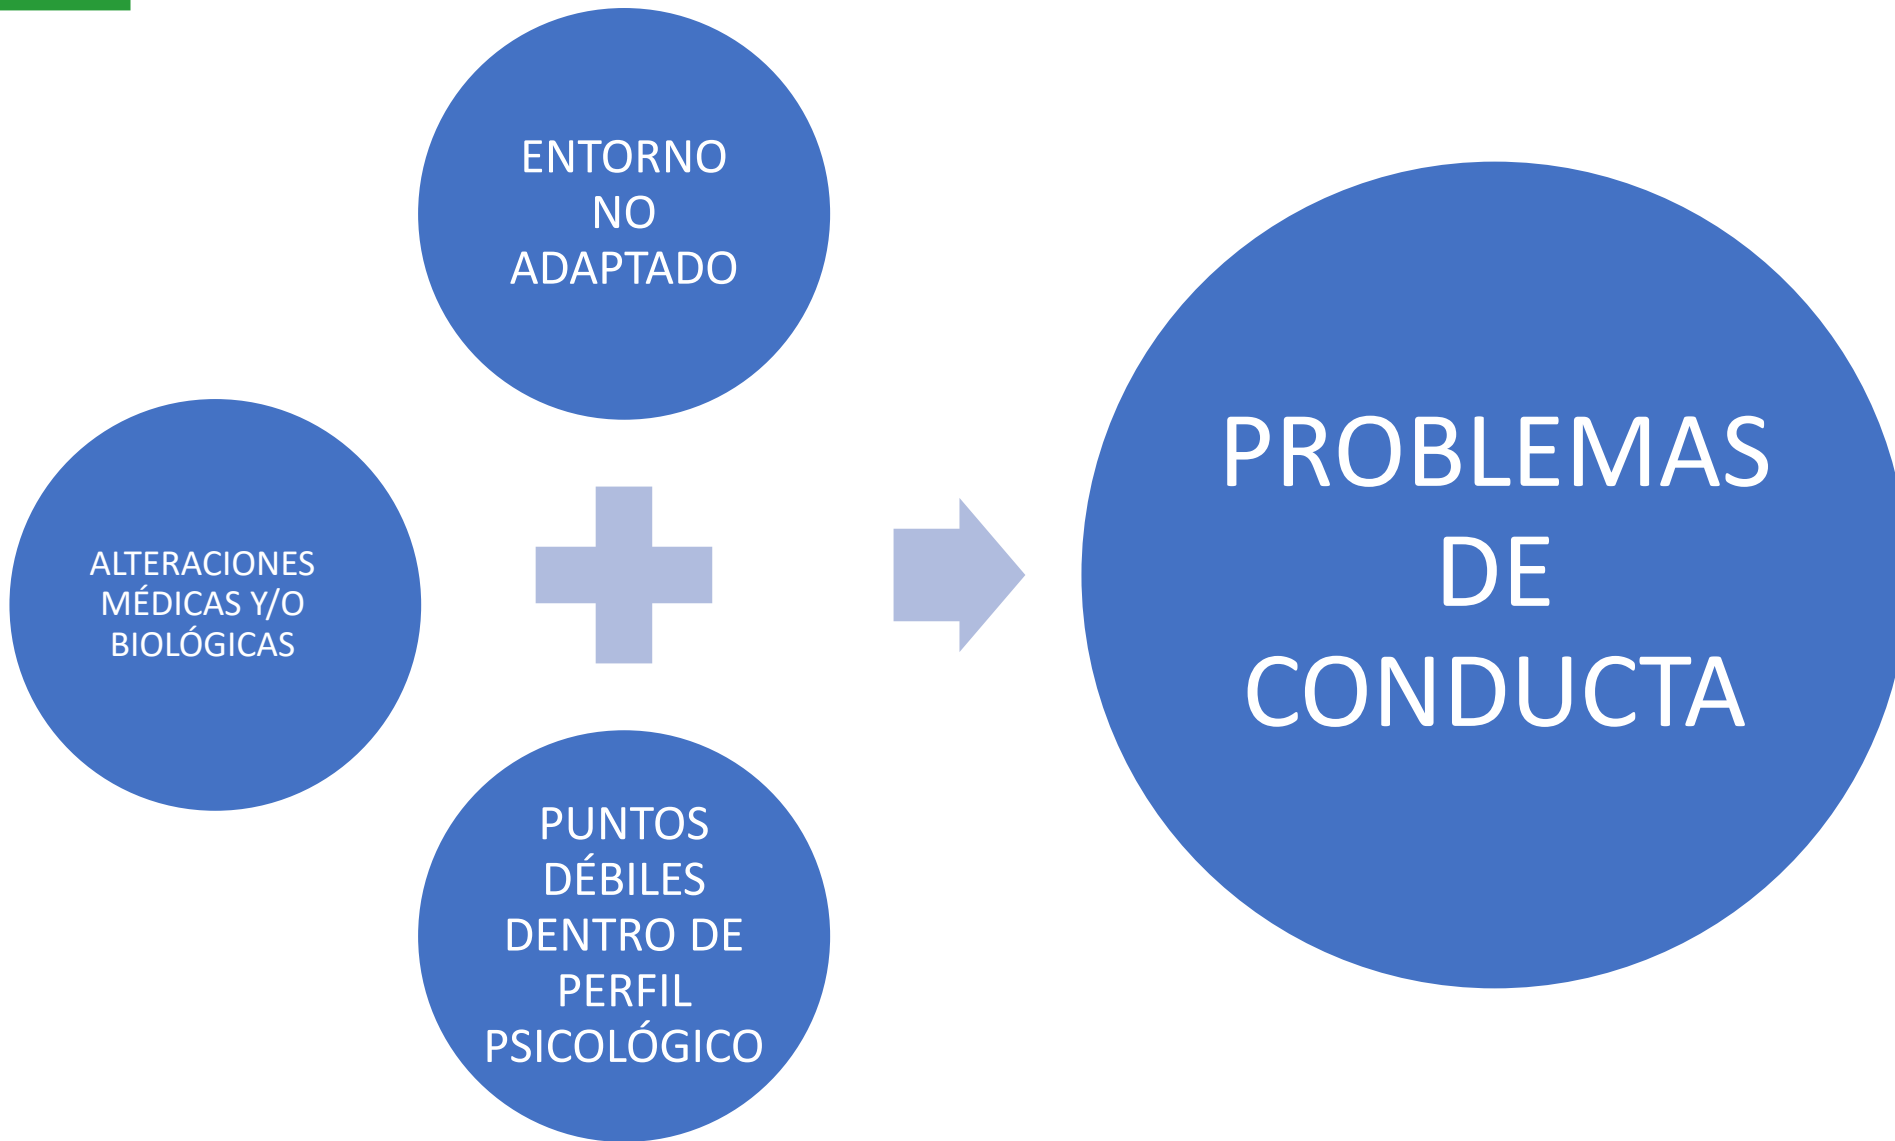 ENTORNO
NO
ADAPTADO
ALTERACIONES
MÉDICAS Y/O
BIOLÓGICAS
PUNTOS
DÉBILES
DENTRO DE
PERFIL
PSICOLÓGICO
PROBLEMAS
DE
CONDUCTA